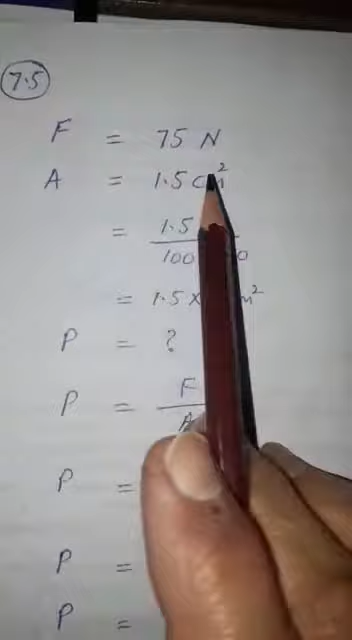 7.5
F = 75 N
A = 1.5 cm²
= 1.5
100
= 1.5 x m²
P = ?
P = F
A
P =
P =
P =